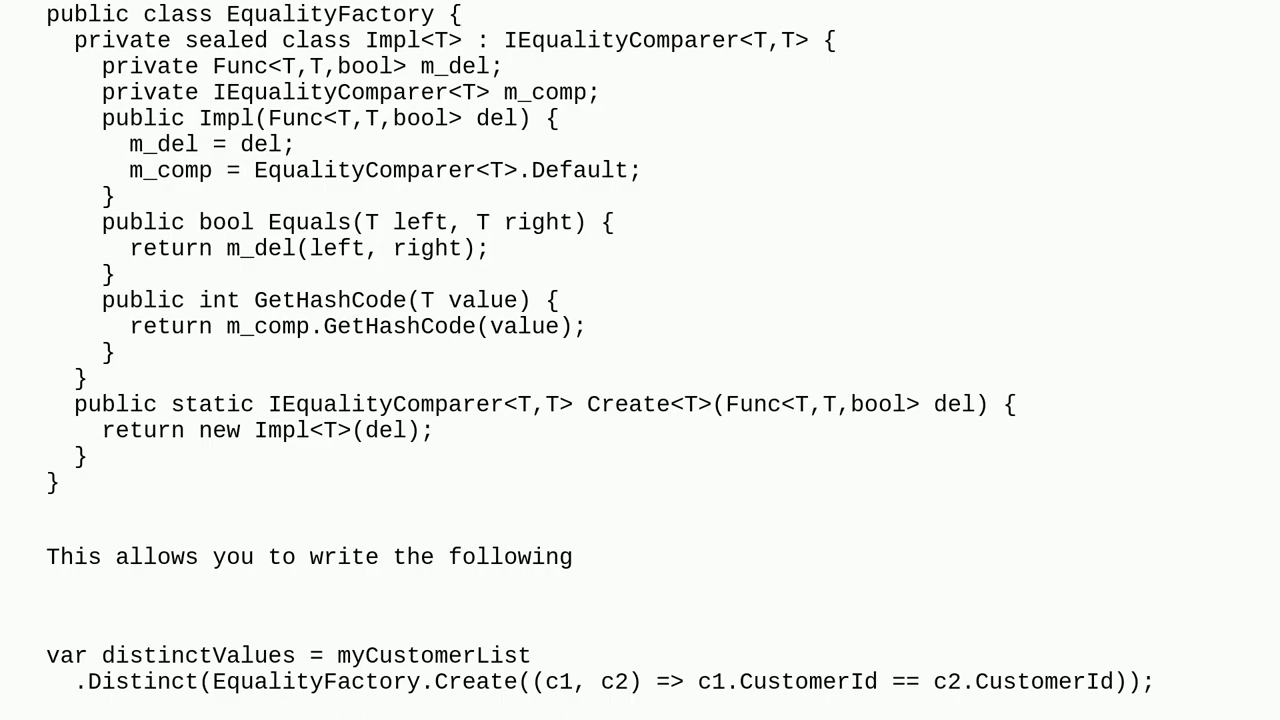 public class EqualityFactory {
  private sealed class Impl<T> : IEqualityComparer<T,T> {
    private Func<T,T,bool> m_del;
    private IEqualityComparer<T> m_comp;
    public Impl(Func<T,T,bool> del) {
      m_del = del;
      m_comp = EqualityComparer<T>.Default;
    }
    public bool Equals(T left, T right) {
      return m_del(left, right);
    }
    public int GetHashCode(T value) {
      return m_comp.GetHashCode(value);
    }
  }
  public static IEqualityComparer<T,T> Create<T>(Func<T,T,bool> del) {
    return new Impl<T>(del);
  }
}
This allows you to write the following
var distinctValues = myCustomerList
  .Distinct(EqualityFactory.Create((c1, c2) => c1.CustomerId == c2.CustomerId));